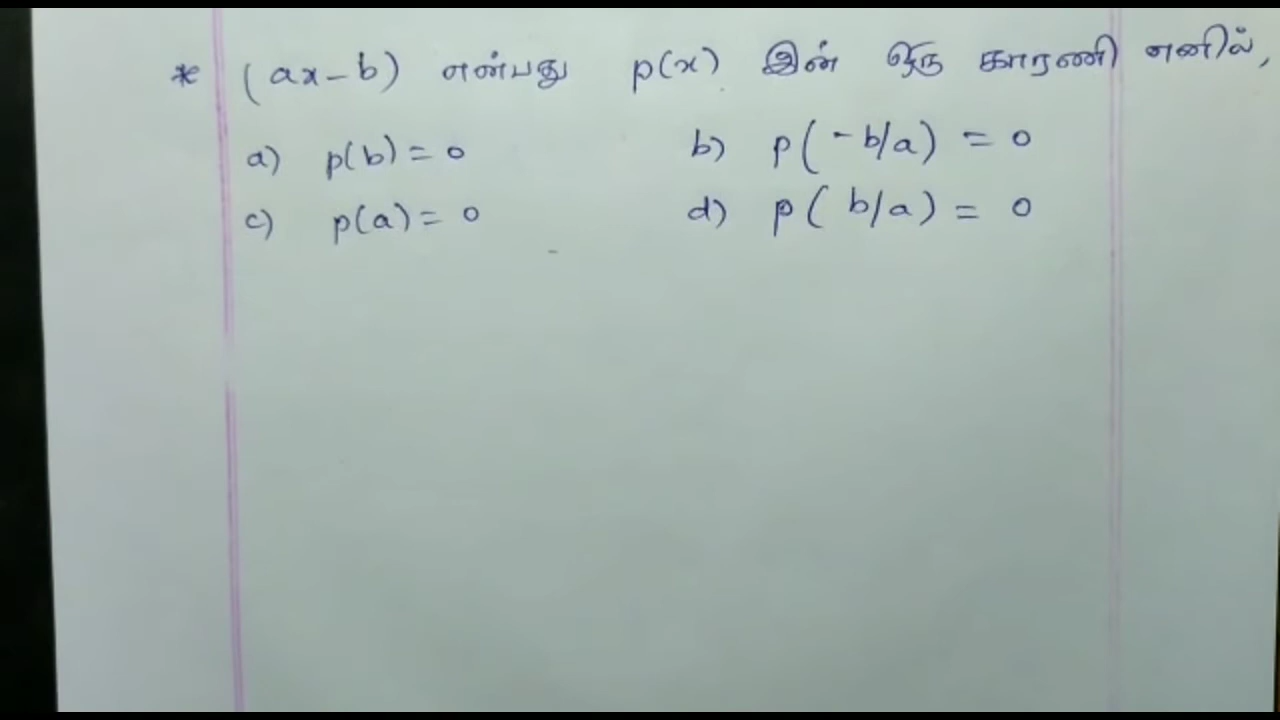 * (ax-b) என்பது p(x) இன் ஒரு காரணி எனில்,
a) p(b) = 0 b) p(-b/a) = 0
c) p(a) = 0 d) p(b/a) = 0